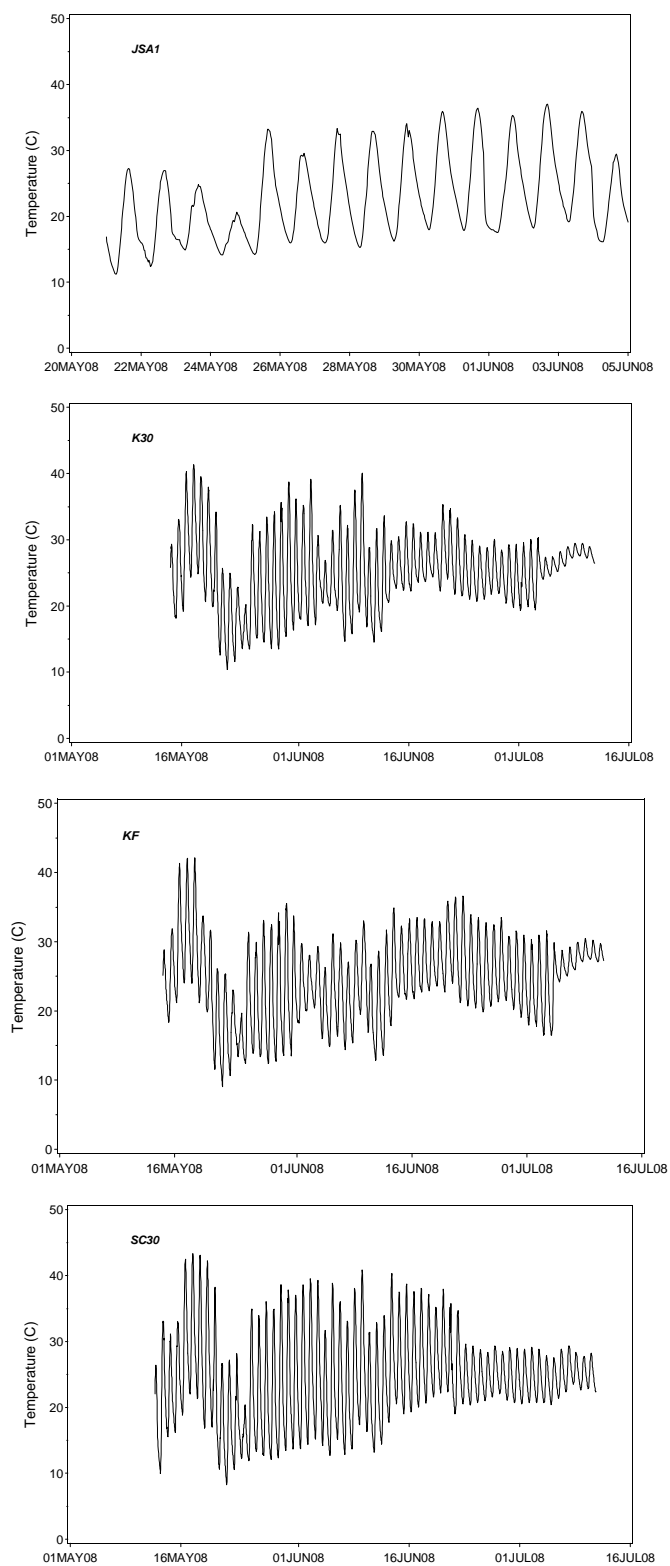 50
JSA1
40
Temperature (C)
30
20
10
0
20MAY08 22MAY08 24MAY08 26MAY08 28MAY08 30MAY08 01JUN08 03JUN08 05JUN08
50
K30
40
Temperature (C)
30
20
10
0
01MAY08 16MAY08 01JUN08 16JUN08 01JUL08 16JUL08
50
KF
40
Temperature (C)
30
20
10
0
01MAY08 16MAY08 01JUN08 16JUN08 01JUL08 16JUL08
50
SC30
40
Temperature (C)
30
20
10
0
01MAY08 16MAY08 01JUN08 16JUN08 01JUL08 16JUL08